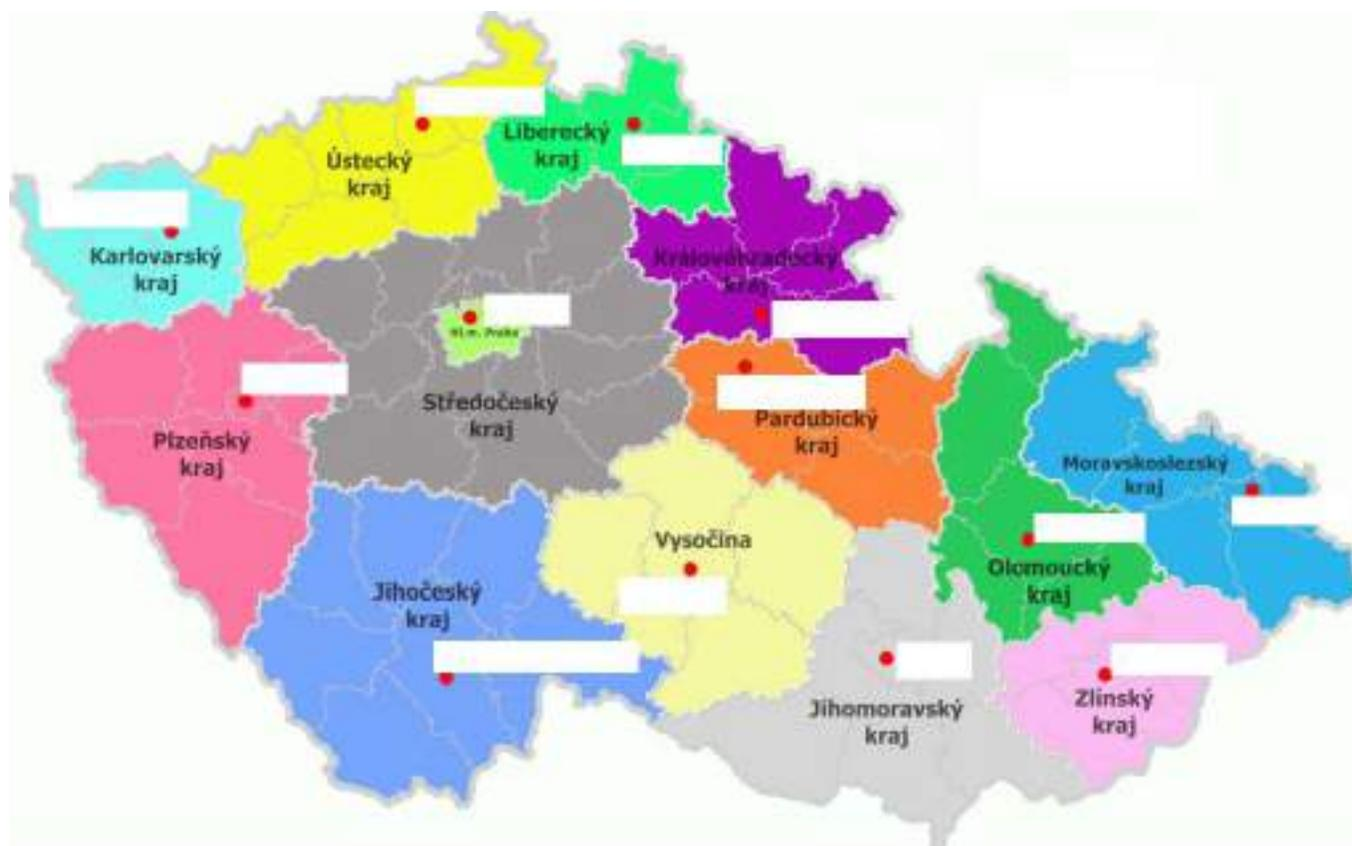 Ústecký
kraj
Liberecký
kraj
Karlovarský
kraj
Královéhradecký
kraj
Hl.m. Praha
Plzeňský
kraj
Středočeský
kraj
Pardubický
kraj
Moravskoslezský
kraj
Vysočina
Olomoucký
kraj
Jihočeský
kraj
Jihomoravský
kraj
Zlínský
kraj